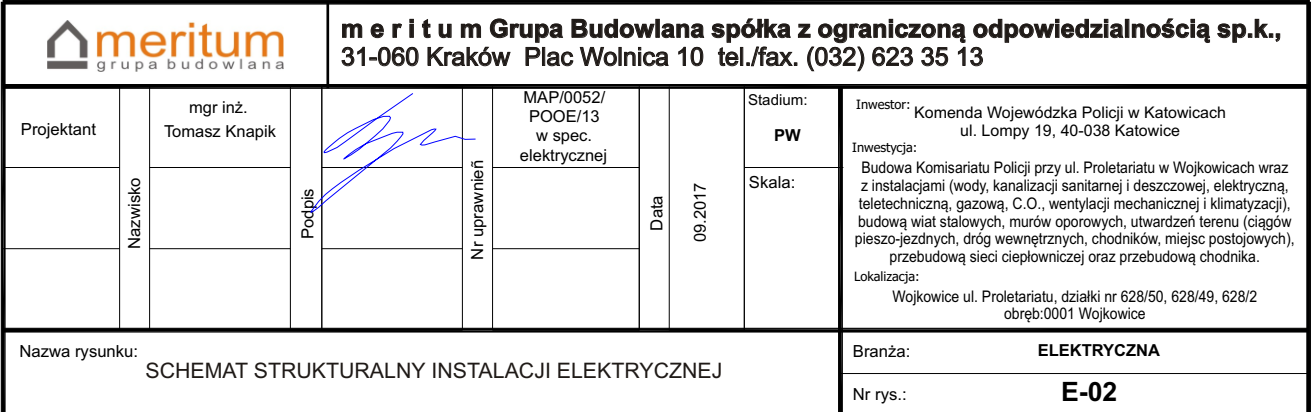 meritum
grupa budowlana
m e r i t u m Grupa Budowlana spółka z ograniczoną odpowiedzialnością sp.k.,
31-060 Kraków Plac Wolnica 10 tel./fax. (032) 623 35 13
Projektant
Nazwisko
mgr inż.
Tomasz Knapik
Podpis
Nr uprawnień
MAP/0052/
POOE/13
w spec.
elektrycznej
Data
09.2017
Stadium:
PW
Skala:
Inwestor: Komenda Wojewódzka Policji w Katowicach
ul. Lompy 19, 40-038 Katowice
Inwestycja:
Budowa Komisariatu Policji przy ul. Proletariatu w Wojkowicach wraz
z instalacjami (wody, kanalizacji sanitarnej i deszczowej, elektryczną,
teletechniczną, gazową, C.O., wentylacji mechanicznej i klimatyzacji),
budową wiat stalowych, murów oporowych, utwardzeń terenu (ciągów
pieszo-jezdnych, dróg wewnętrznych, chodników, miejsc postojowych),
przebudową sieci ciepłowniczej oraz przebudową chodnika.
Lokalizacja:
Wojkowice ul. Proletariatu, działki nr 628/50, 628/49, 628/2
obręb:0001 Wojkowice
Nazwa rysunku:
SCHEMAT STRUKTURALNY INSTALACJI ELEKTRYCZNEJ
Branża: ELEKTRYCZNA
Nr rys.: E-02